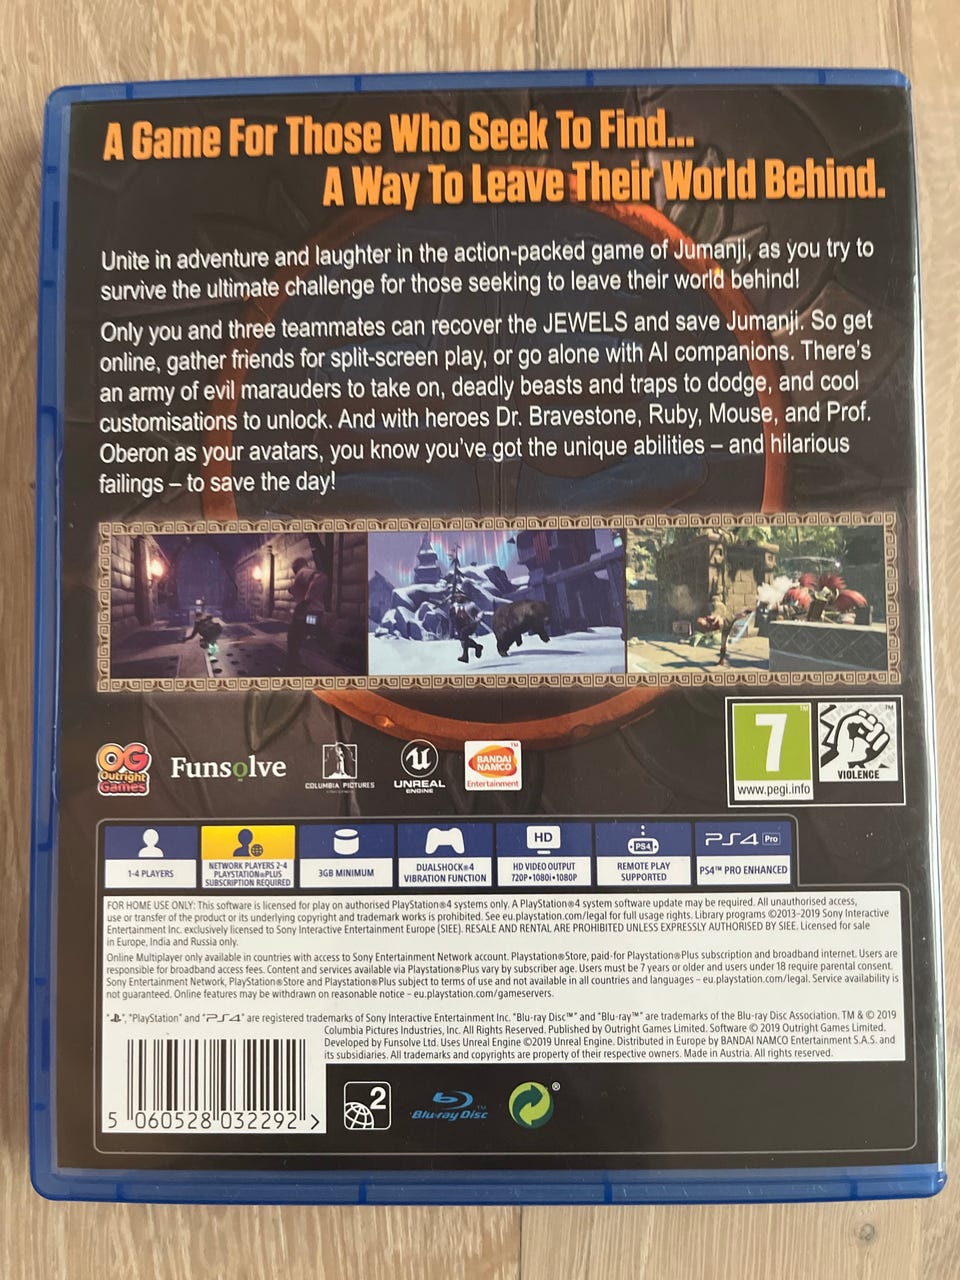 A Game For Those Who Seek To Find...
A Way To Leave Their World Behind.
Unite in adventure and laughter in the action-packed game of Jumanji, as you try to
survive the ultimate challenge for those seeking to leave their world behind!
Only you and three teammates can recover the JEWELS and save Jumanji. So get
online, gather friends for split-screen play, or go alone with AI companions. There's
an army of evil marauders to take on, deadly beasts and traps to dodge, and cool
customisations to unlock. And with heroes Dr. Bravestone, Ruby, Mouse, and Prof.
Oberon as your avatars, you know you've got the unique abilities – and hilarious
failings – to save the day!
OG
Outright
Games
Funsolve
COLUMBIA PICTURES
UNREAL
ENGINE
BANDAI
NAMCO
Entertainment
7
www.pegi.info
VIOLENCE
1-4 PLAYERS
NETWORK PLAYERS 2-4
PLAYSTATION®PLUS
SUBSCRIPTION REQUIRED
3GB MINIMUM
DUALSHOCK®4
VIBRATION FUNCTION
HD
HD VIDEO OUTPUT
720P•1080i•1080P
PS4
REMOTE PLAY
SUPPORTED
PS4 Pro
PS4™ PRO ENHANCED
FOR HOME USE ONLY: This software is licensed for play on authorised PlayStation®4 systems only. A PlayStation®4 system software update may be required. All unauthorised access,
use or transfer of the product or its underlying copyright and trademark works is prohibited. See eu.playstation.com/legal for full usage rights. Library programs ©2013-2019 Sony Interactive
Entertainment Inc. exclusively licensed to Sony Interactive Entertainment Europe (SIEE). RESALE AND RENTAL ARE PROHIBITED UNLESS EXPRESSLY AUTHORISED BY SIEE. Licensed for sale
in Europe, India and Russia only.
Online Multiplayer only available in countries with access to Sony Entertainment Network account. PlayStation®Store, paid-for PlayStation®Plus subscription and broadband internet. Users are
responsible for broadband access fees. Content and services available via PlayStation®Plus vary by subscriber age. Users must be 7 years or older and users under 18 require parental consent.
Sony Entertainment Network, PlayStation®Store and PlayStation®Plus subject to terms of use and not available in all countries and languages – eu.playstation.com/legal. Service availability is
not guaranteed. Online features may be withdrawn on reasonable notice – eu.playstation.com/gameservers.
"", "PlayStation" and "PS4" are registered trademarks of Sony Interactive Entertainment Inc. "Blu-ray Disc™" and "Blu-ray™" are trademarks of the Blu-ray Disc Association. TM & © 2019
Columbia Pictures Industries, Inc. All Rights Reserved. Published by Outright Games Limited. Software © 2019 Outright Games Limited.
Developed by Funsolve Ltd. Uses Unreal Engine ©2019 Unreal Engine. Distributed in Europe by BANDAI NAMCO Entertainment S.A.S. and
its subsidiaries. All trademarks and copyrights are property of their respective owners. Made in Austria. All rights reserved.
5 060528 032292 >
2
Blu-ray Disc™
®